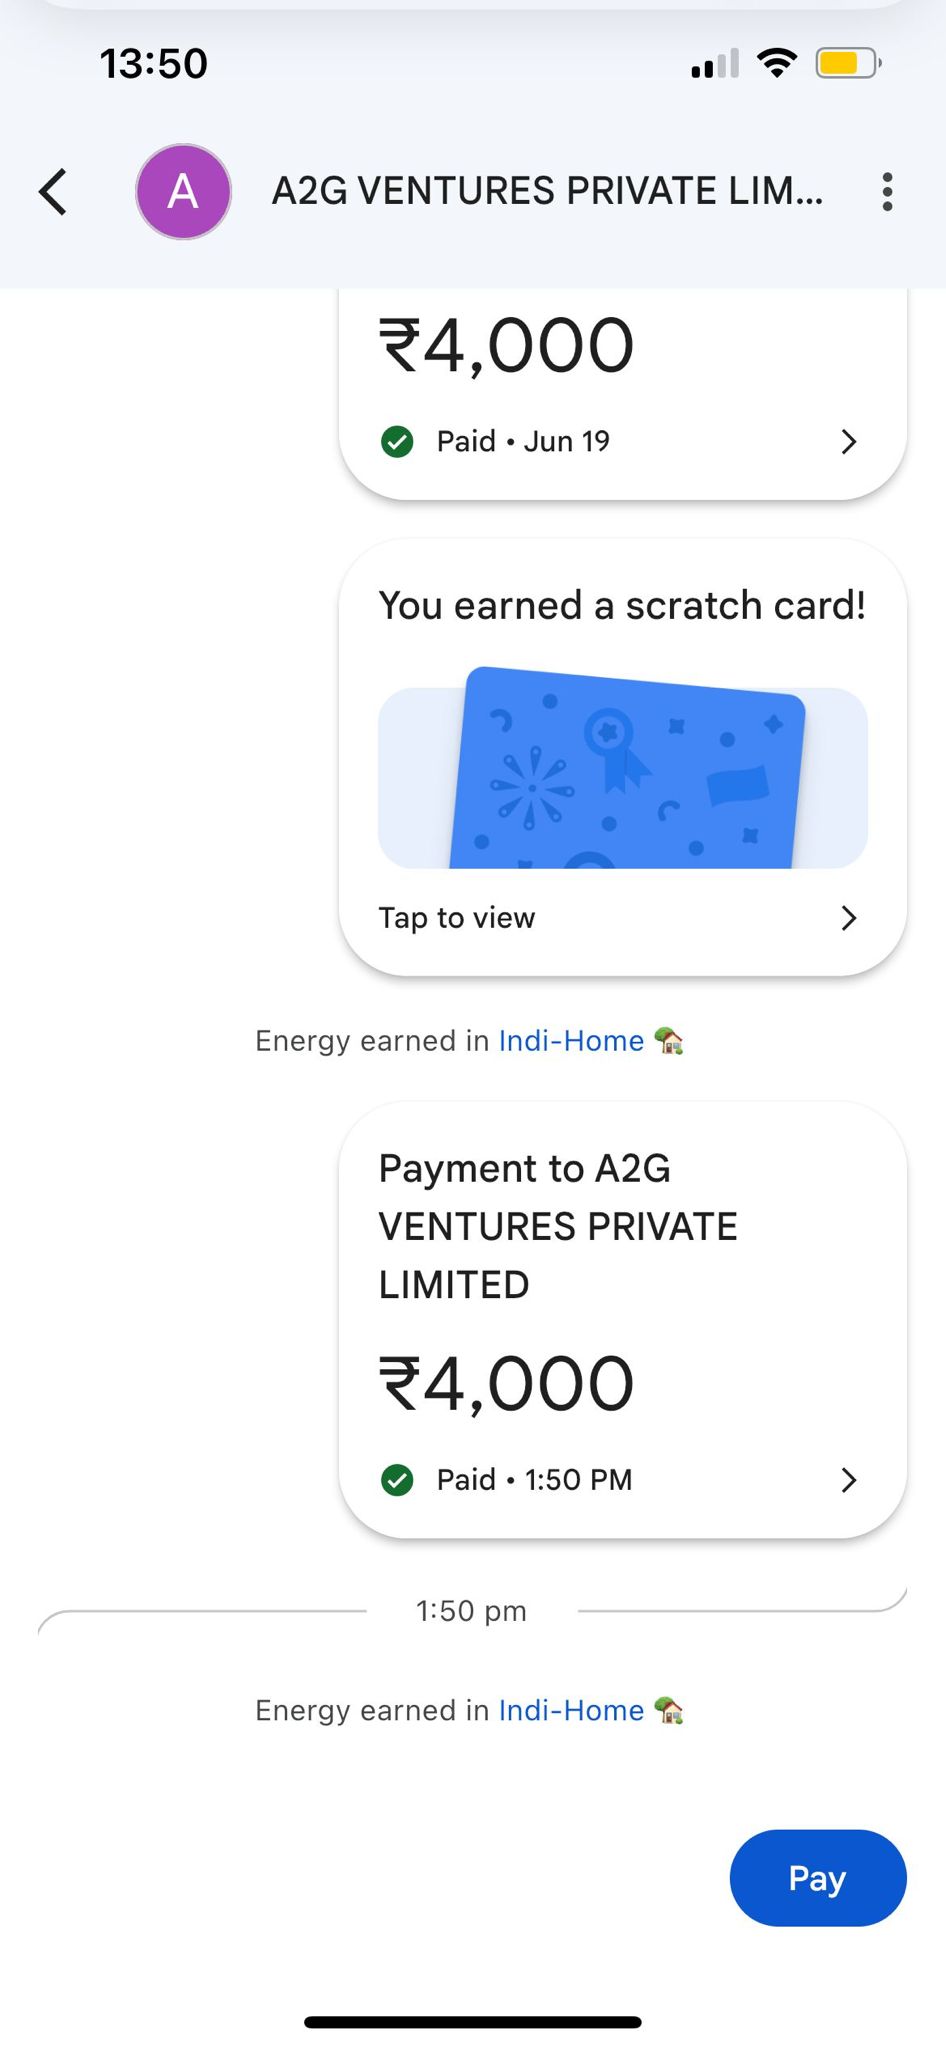 13:50
A
A2G VENTURES PRIVATE LIM...
₹4,000
Paid • Jun 19
You earned a scratch card!
Tap to view
Energy earned in Indi-Home 🏡
Payment to A2G
VENTURES PRIVATE
LIMITED
₹4,000
Paid • 1:50 PM
1:50 pm
Energy earned in Indi-Home 🏡
Pay